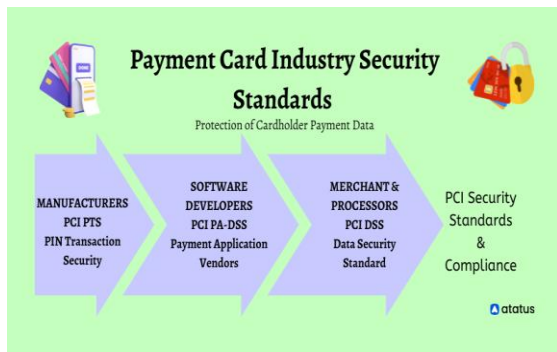 Payment Card Industry Security
Standards
Protection of Cardholder Payment Data
MANUFACTURERS
PCI PTS
PIN Transaction
Security
SOFTWARE
DEVELOPERS
PCI PA-DSS
Payment Application
Vendors
MERCHANT &
PROCESSORS
PCI DSS
Data Security
Standard
PCI Security
Standards
&
Compliance
atatus